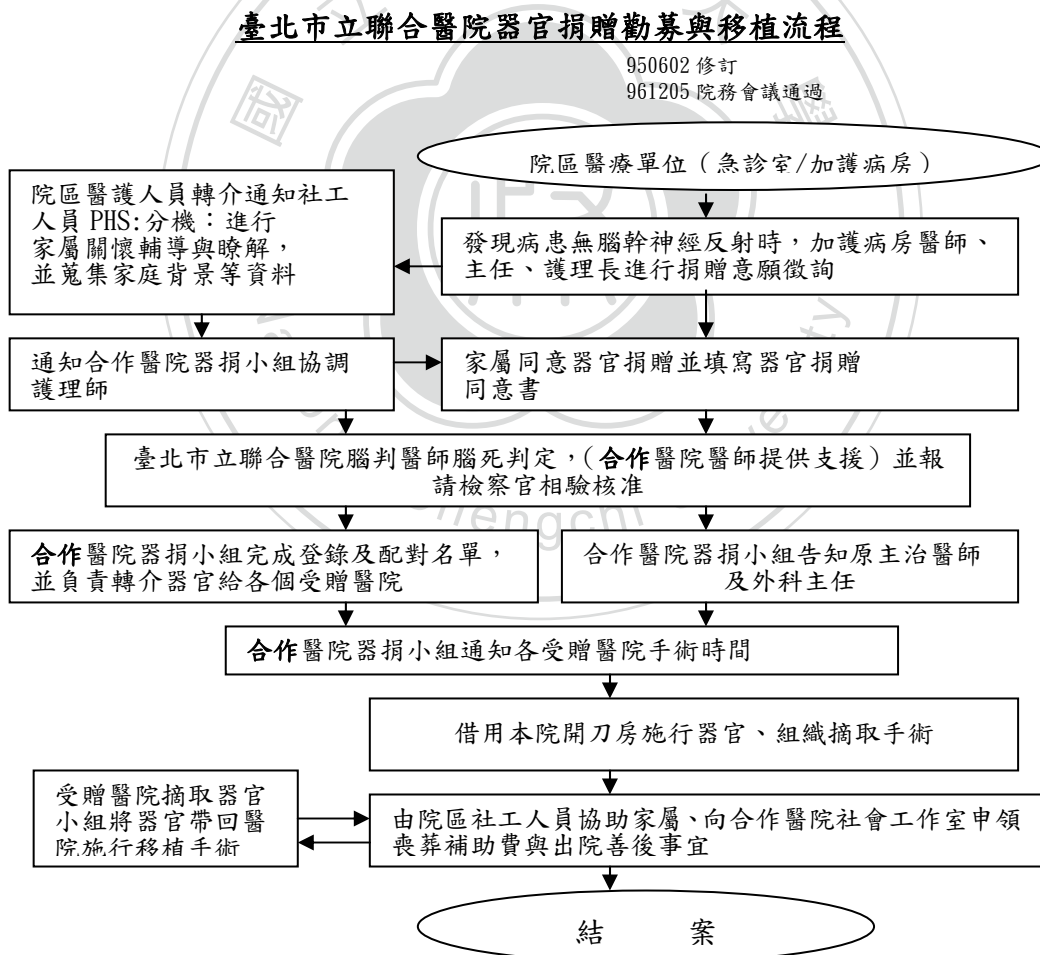 臺北市立聯合醫院器官捐贈勸募與移植流程
950602 修訂
961205 院務會議通過
院區醫療單位（急診室/加護病房）
院區醫護人員轉介通知社工
人員 PHS:分機：進行
家屬關懷輔導與瞭解，
並蒐集家庭背景等資料
發現病患無腦幹神經反射時，加護病房醫師、
主任、護理長進行捐贈意願徵詢
通知合作醫院器捐小組協調
護理師
家屬同意器官捐贈並填寫器官捐贈
同意書
臺北市立聯合醫院腦判醫師腦死判定，（合作醫院醫師提供支援）並報
請檢察官相驗核准
合作醫院器捐小組完成登錄及配對名單，
並負責轉介器官給各個受贈醫院
合作醫院器捐小組告知原主治醫師
及外科主任
合作醫院器捐小組通知各受贈醫院手術時間
借用本院開刀房施行器官、組織摘取手術
受贈醫院摘取器官
小組將器官帶回醫
院施行移植手術
由院區社工人員協助家屬、向合作醫院社會工作室申領
喪葬補助費與出院善後事宜
結　　案
國 立
學
Chengchi